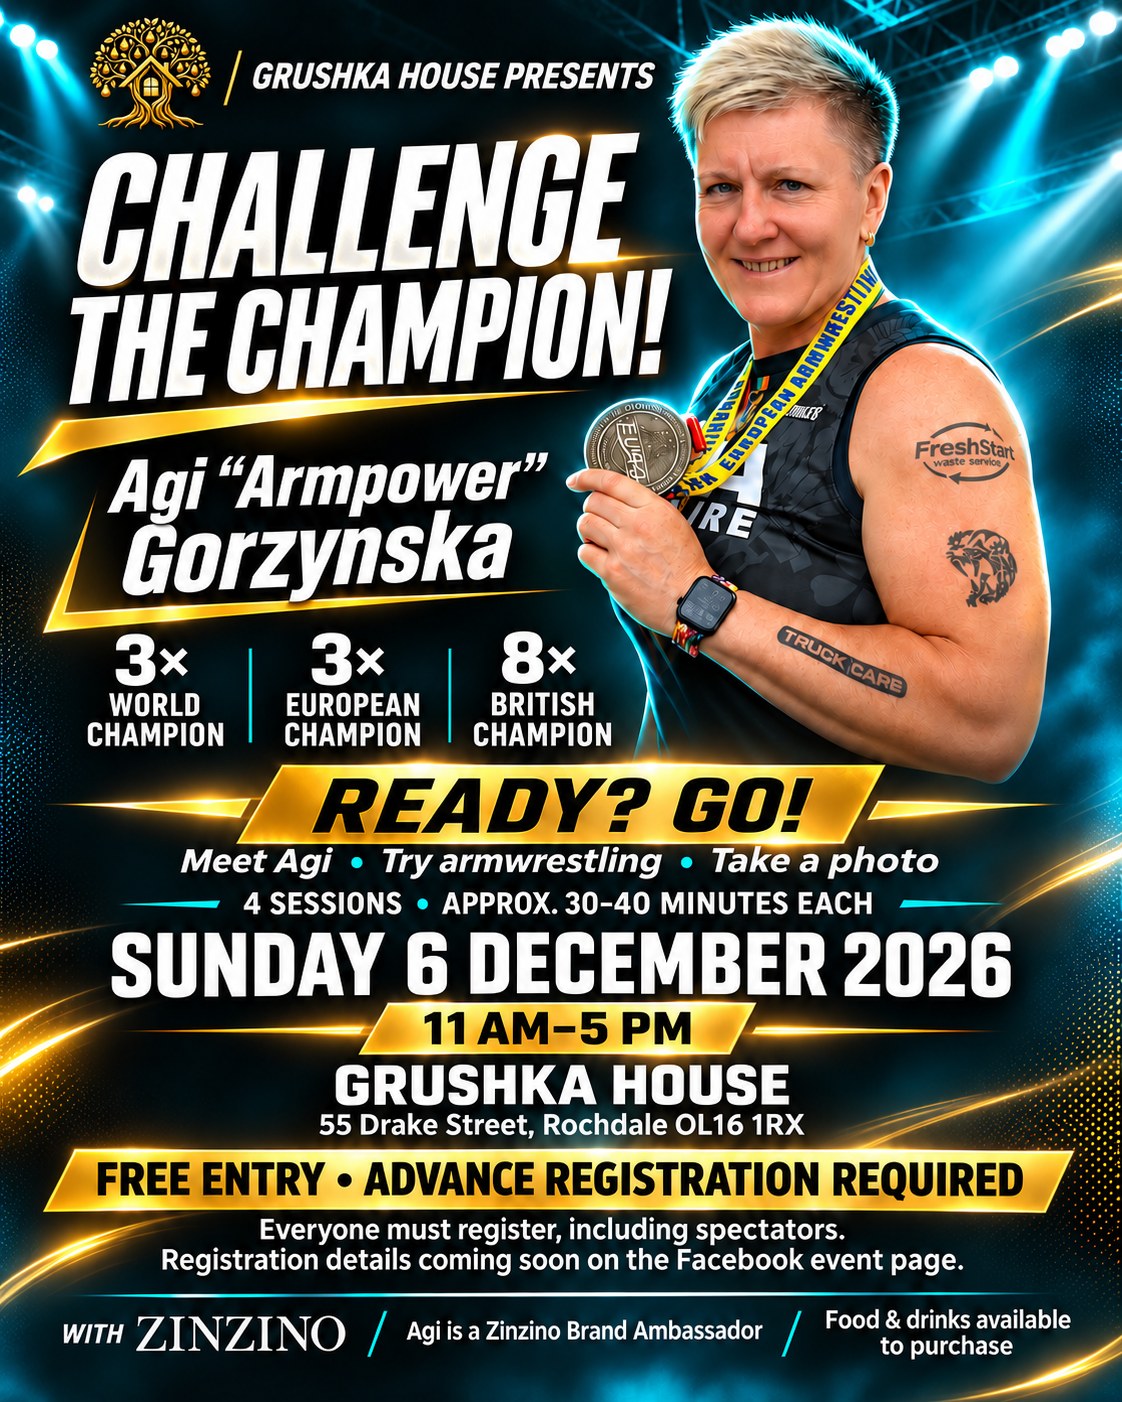 GRUSHKA HOUSE PRESENTS
CHALLENGE
THE CHAMPION!
Agi “Armpower”
Gorzynska
3× WORLD CHAMPION
3× EUROPEAN CHAMPION
8× BRITISH CHAMPION
FreshStart
waste service
TRUCK CARE
EUROPEAN ARMWRESTLIN
READY? GO!
Meet Agi • Try armwrestling • Take a photo
4 SESSIONS • APPROX. 30–40 MINUTES EACH
SUNDAY 6 DECEMBER 2026
11 AM–5 PM
GRUSHKA HOUSE
55 Drake Street, Rochdale OL16 1RX
FREE ENTRY • ADVANCE REGISTRATION REQUIRED
Everyone must register, including spectators.
Registration details coming soon on the Facebook event page.
WITH ZINZINO / Agi is a Zinzino Brand Ambassador / Food & drinks available
to purchase